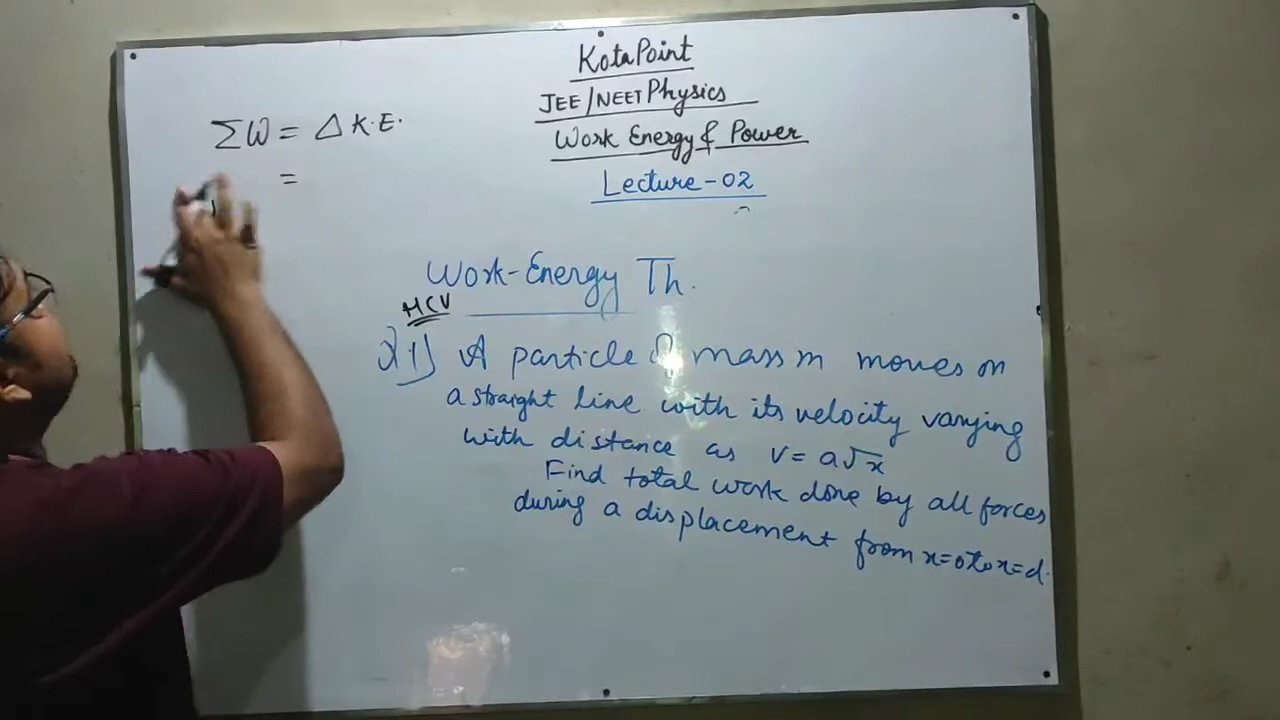 KotaPoint
JEE/NEET Physics
Work Energy & Power
Lecture-02
ΣW = Δ K.E.
=
Work-Energy Th.
HCV
1) A particle of mass m moves on
a straight line with its velocity varying
with distance as v = a√x
Find total work done by all forces
during a displacement from x=0 to x=d.